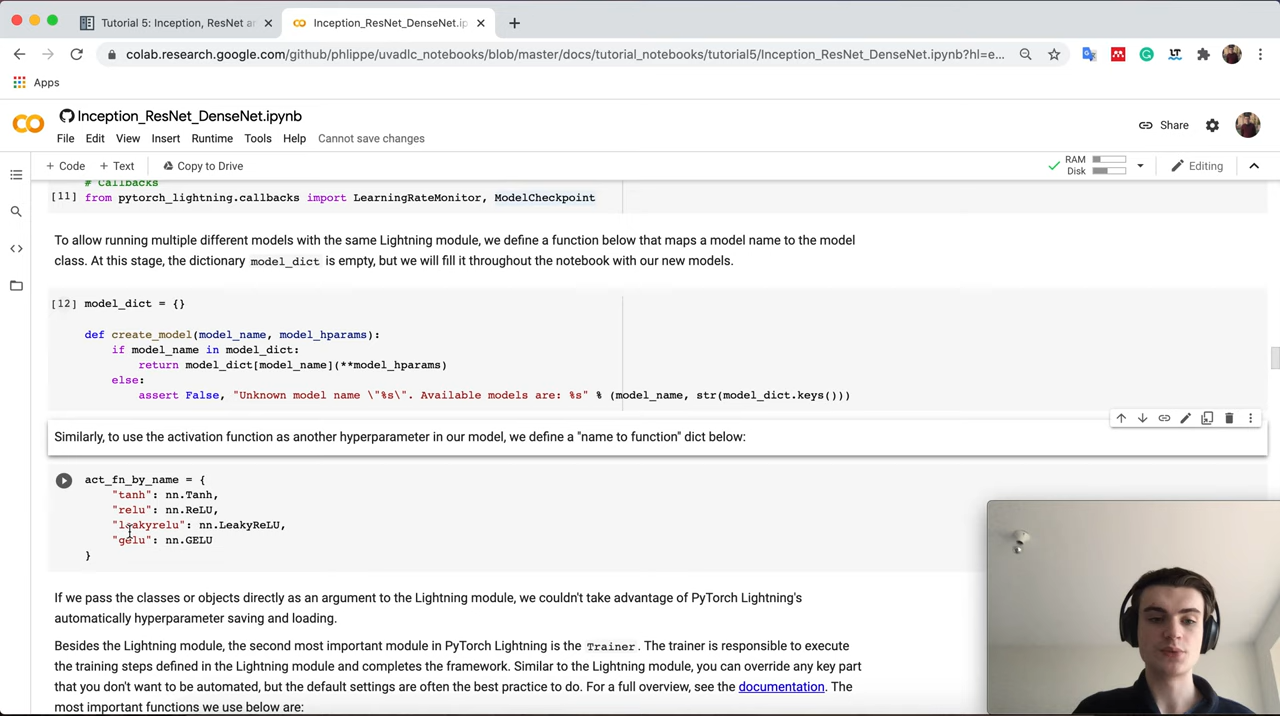 Tutorial 5: Inception, ResNet ar
Inception_ResNet_DenseNet.ip
colab.research.google.com/github/phlippe/uvadlc_notebooks/blob/master/docs/tutorial_notebooks/tutorial5/Inception_ResNet_DenseNet.ipynb?hl=e...
Apps
Inception_ResNet_DenseNet.ipynb
Share
File Edit View Insert Runtime Tools Help Cannot save changes
+ Code + Text Copy to Drive
RAM
Disk
Editing
# Callbacks
[11] from pytorch_lightning.callbacks import LearningRateMonitor, ModelCheckpoint
To allow running multiple different models with the same Lightning module, we define a function below that maps a model name to the model
class. At this stage, the dictionary model_dict is empty, but we will fill it throughout the notebook with our new models.
[12] model_dict = {}
def create_model(model_name, model_hparams):
if model_name in model_dict:
return model_dict[model_name](**model_hparams)
else:
assert False, "Unknown model name \"%s\". Available models are: %s" % (model_name, str(model_dict.keys()))
Similarly, to use the activation function as another hyperparameter in our model, we define a "name to function" dict below:
act_fn_by_name = {
"tanh": nn.Tanh,
"relu": nn.ReLU,
"leakyrelu": nn.LeakyReLU,
"gelu": nn.GELU
}
If we pass the classes or objects directly as an argument to the Lightning module, we couldn't take advantage of PyTorch Lightning's
automatically hyperparameter saving and loading.
Besides the Lightning module, the second most important module in PyTorch Lightning is the Trainer. The trainer is responsible to execute
the training steps defined in the Lightning module and completes the framework. Similar to the Lightning module, you can override any key part
that you don't want to be automated, but the default settings are often the best practice to do. For a full overview, see the documentation. The
most important functions we use below are: